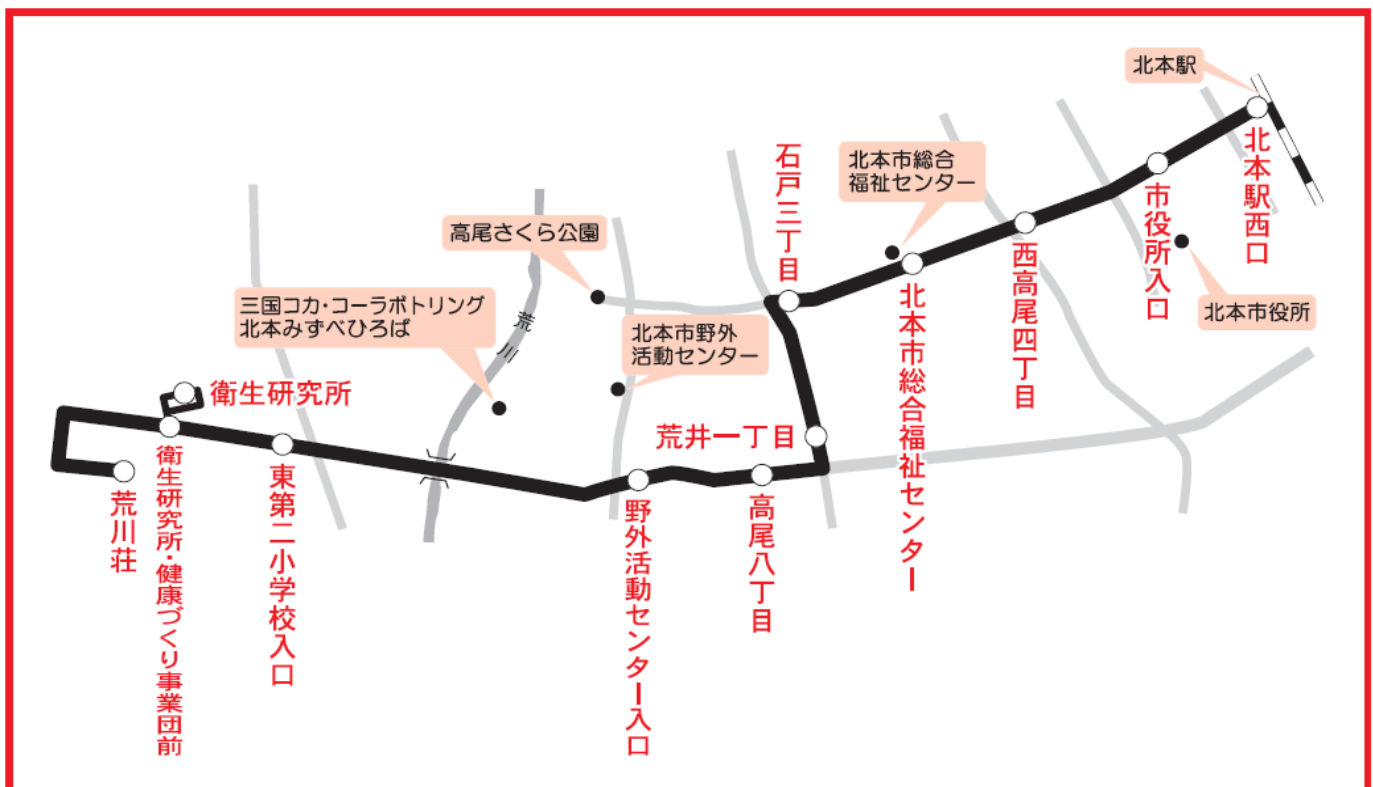 北本駅
北本駅西口
市役所入口
北本市役所
西高尾四丁目
北本市総合
福祉センター
北本市総合福祉センター
石戸三丁目
高尾さくら公園
三国コカ・コーラボトリング
北本みずべひろば
荒川
北本市野外
活動センター
荒井一丁目
高尾八丁目
野外活動センター入口
東第二小学校入口
衛生研究所
衛生研究所・健康づくり事業団前
荒川荘